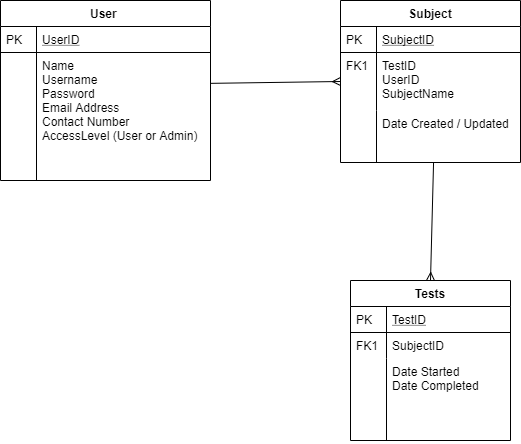 User
PK UserID
Name
Username
Password
Email Address
Contact Number
AccessLevel (User or Admin)
Subject
PK SubjectID
FK1 TestID
UserID
SubjectName
Date Created / Updated
Tests
PK TestID
FK1 SubjectID
Date Started
Date Completed